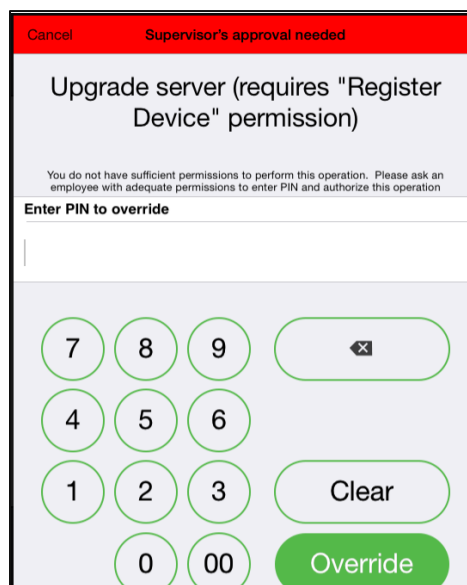 Cancel Supervisor's approval needed
Upgrade server (requires "Register
Device" permission)
You do not have sufficient permissions to perform this operation.  Please ask an
employee with adequate permissions to enter PIN and authorize this operation
Enter PIN to override
7 8 9
4 5 6
1 2 3 Clear
0 00 Override